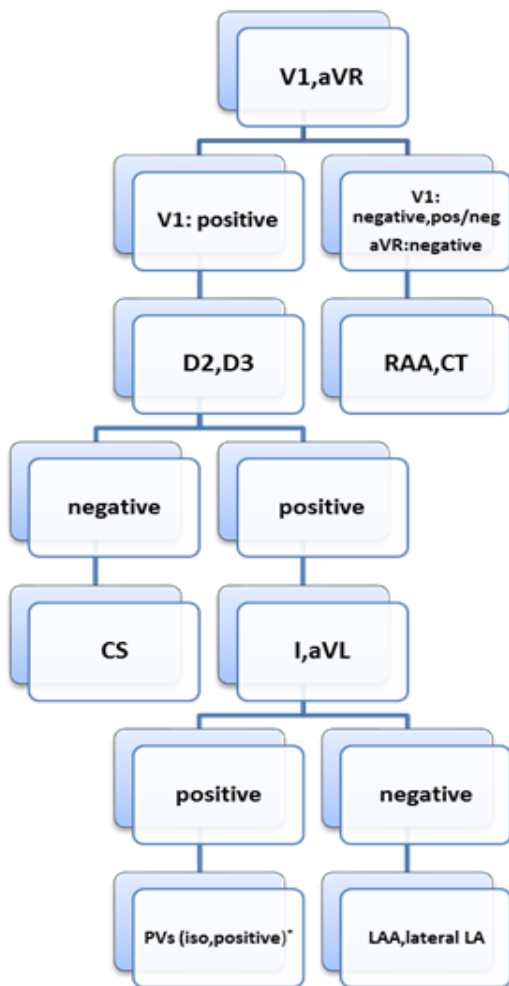 V1,aVR
V1: positive
V1:
negative,pos/neg
aVR:negative
D2,D3
RAA,CT
negative
positive
CS
I,aVL
positive
negative
PVs (iso,positive)*
LAA,lateral LA